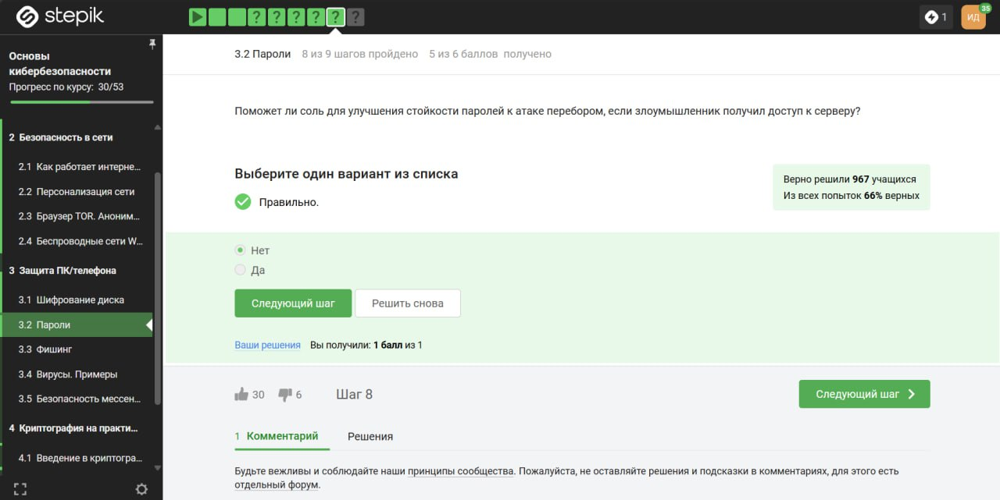 stepik
?
?
?
?
?
?
1
ИД
35
Основы
кибербезопасности
Прогресс по курсу: 30/53
2 Безопасность в сети
2.1 Как работает интерне...
2.2 Персонализация сети
2.3 Браузер TOR. Аноним...
2.4 Беспроводные сети W...
3 Защита ПК/телефона
3.1 Шифрование диска
3.2 Пароли
3.3 Фишинг
3.4 Вирусы. Примеры
3.5 Безопасность мессен...
4 Криптография на практи...
4.1 Введение в криптогра...
3.2 Пароли 8 из 9 шагов пройдено 5 из 6 баллов получено
Поможет ли соль для улучшения стойкости паролей к атаке перебором, если злоумышленник получил доступ к серверу?
Выберите один вариант из списка
Правильно.
Верно решили 967 учащихся
Из всех попыток 66% верных
Нет
Да
Следующий шаг Решить снова
Ваши решения Вы получили: 1 балл из 1
30 6 Шаг 8
Следующий шаг
1 Комментарий Решения
Будьте вежливы и соблюдайте наши принципы сообщества. Пожалуйста, не оставляйте решения и подсказки в комментариях, для этого есть
отдельный форум.